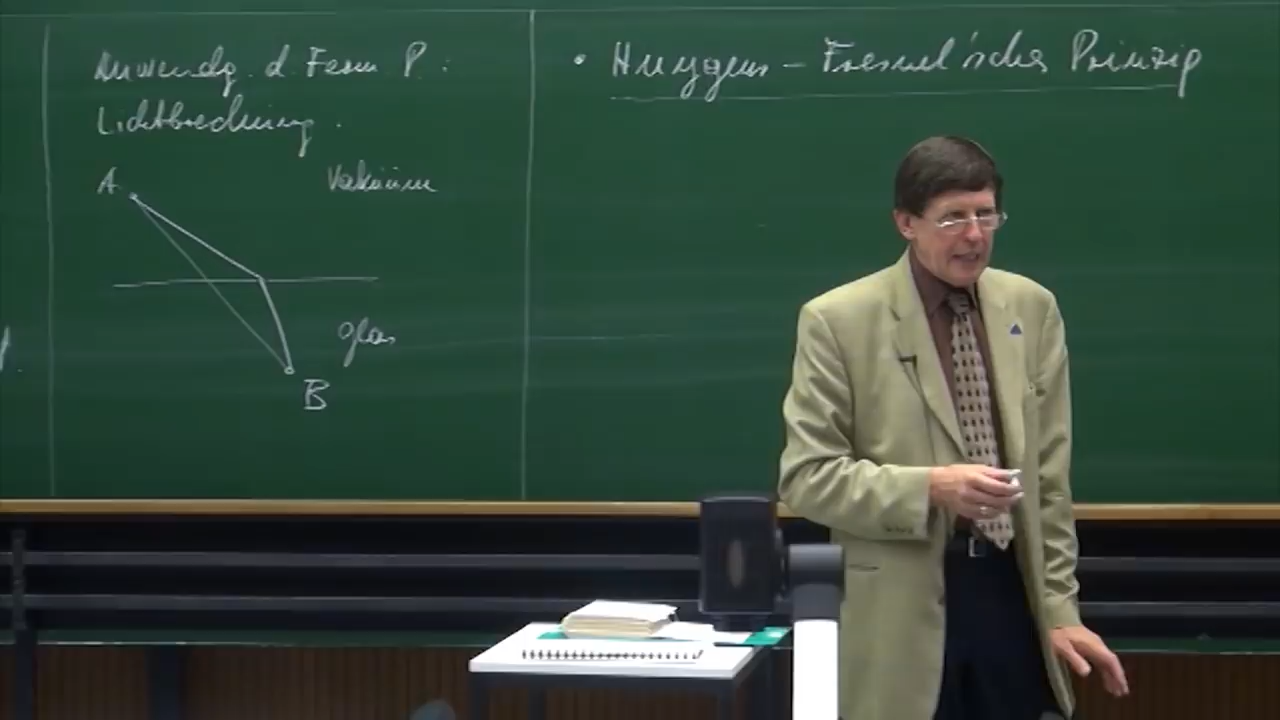 Anwendg. d. Ferm P. :
Lichtbrechung.
A
Vakuum
glas
B
• Huygens – Fresnel'sches Prinzip